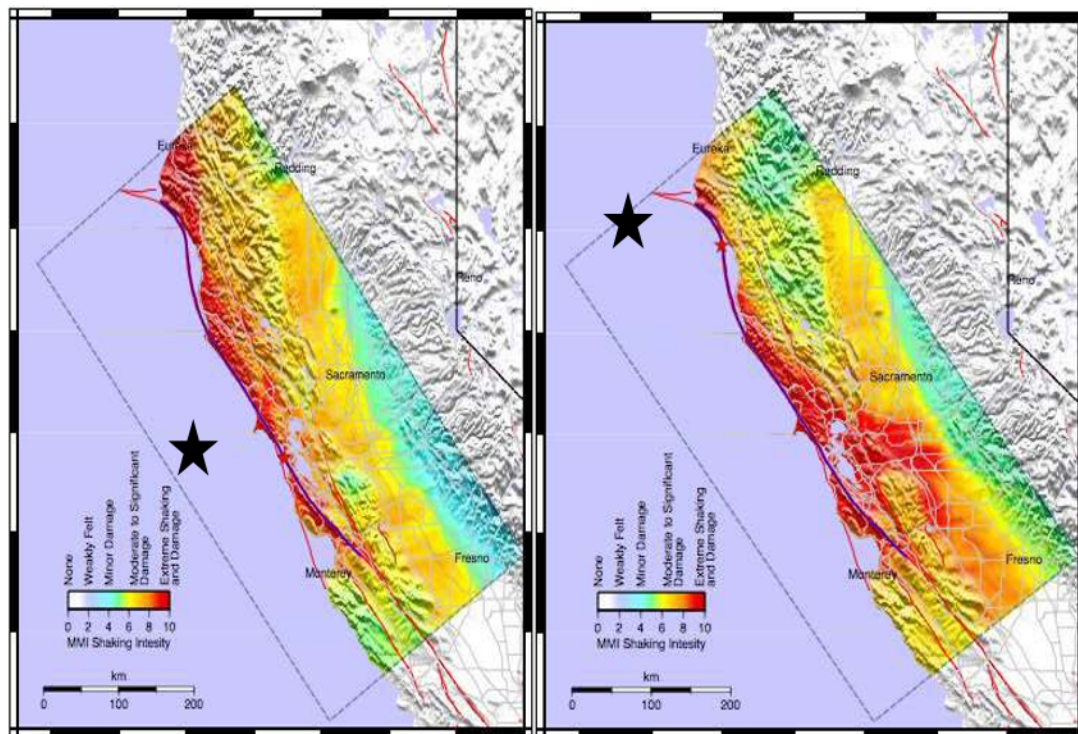 Eureka
Redding
Reno
Sacramento
Fresno
Monterey
None
Weakly Felt
Minor Damage
Moderate to Significant
Damage
Extreme Shaking
and Damage
0 2 4 6 8 10
MMI Shaking Intesity
km
0 100 200
Eureka
Redding
Reno
Sacramento
Fresno
Monterey
None
Weakly Felt
Minor Damage
Moderate to Significant
Damage
Extreme Shaking
and Damage
0 2 4 6 8 10
MMI Shaking Intesity
km
0 100 200